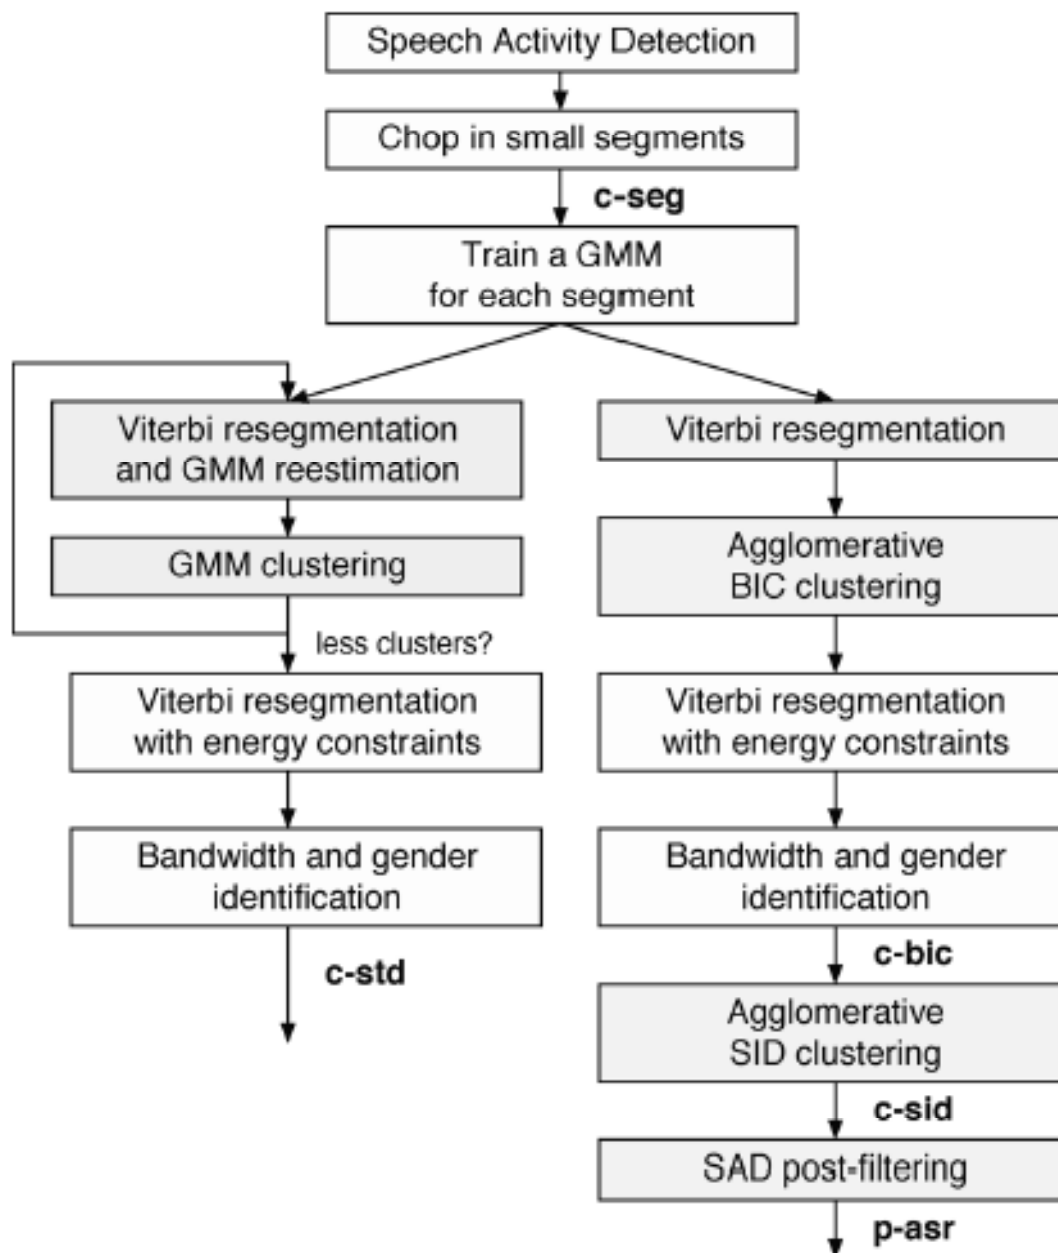 Speech Activity Detection
Chop in small segments
c-seg
Train a GMM
for each segment
Viterbi resegmentation
and GMM reestimation
GMM clustering
less clusters?
Viterbi resegmentation
with energy constraints
Bandwidth and gender
identification
c-std
Viterbi resegmentation
Agglomerative
BIC clustering
Viterbi resegmentation
with energy constraints
Bandwidth and gender
identification
c-bic
Agglomerative
SID clustering
c-sid
SAD post-filtering
p-asr